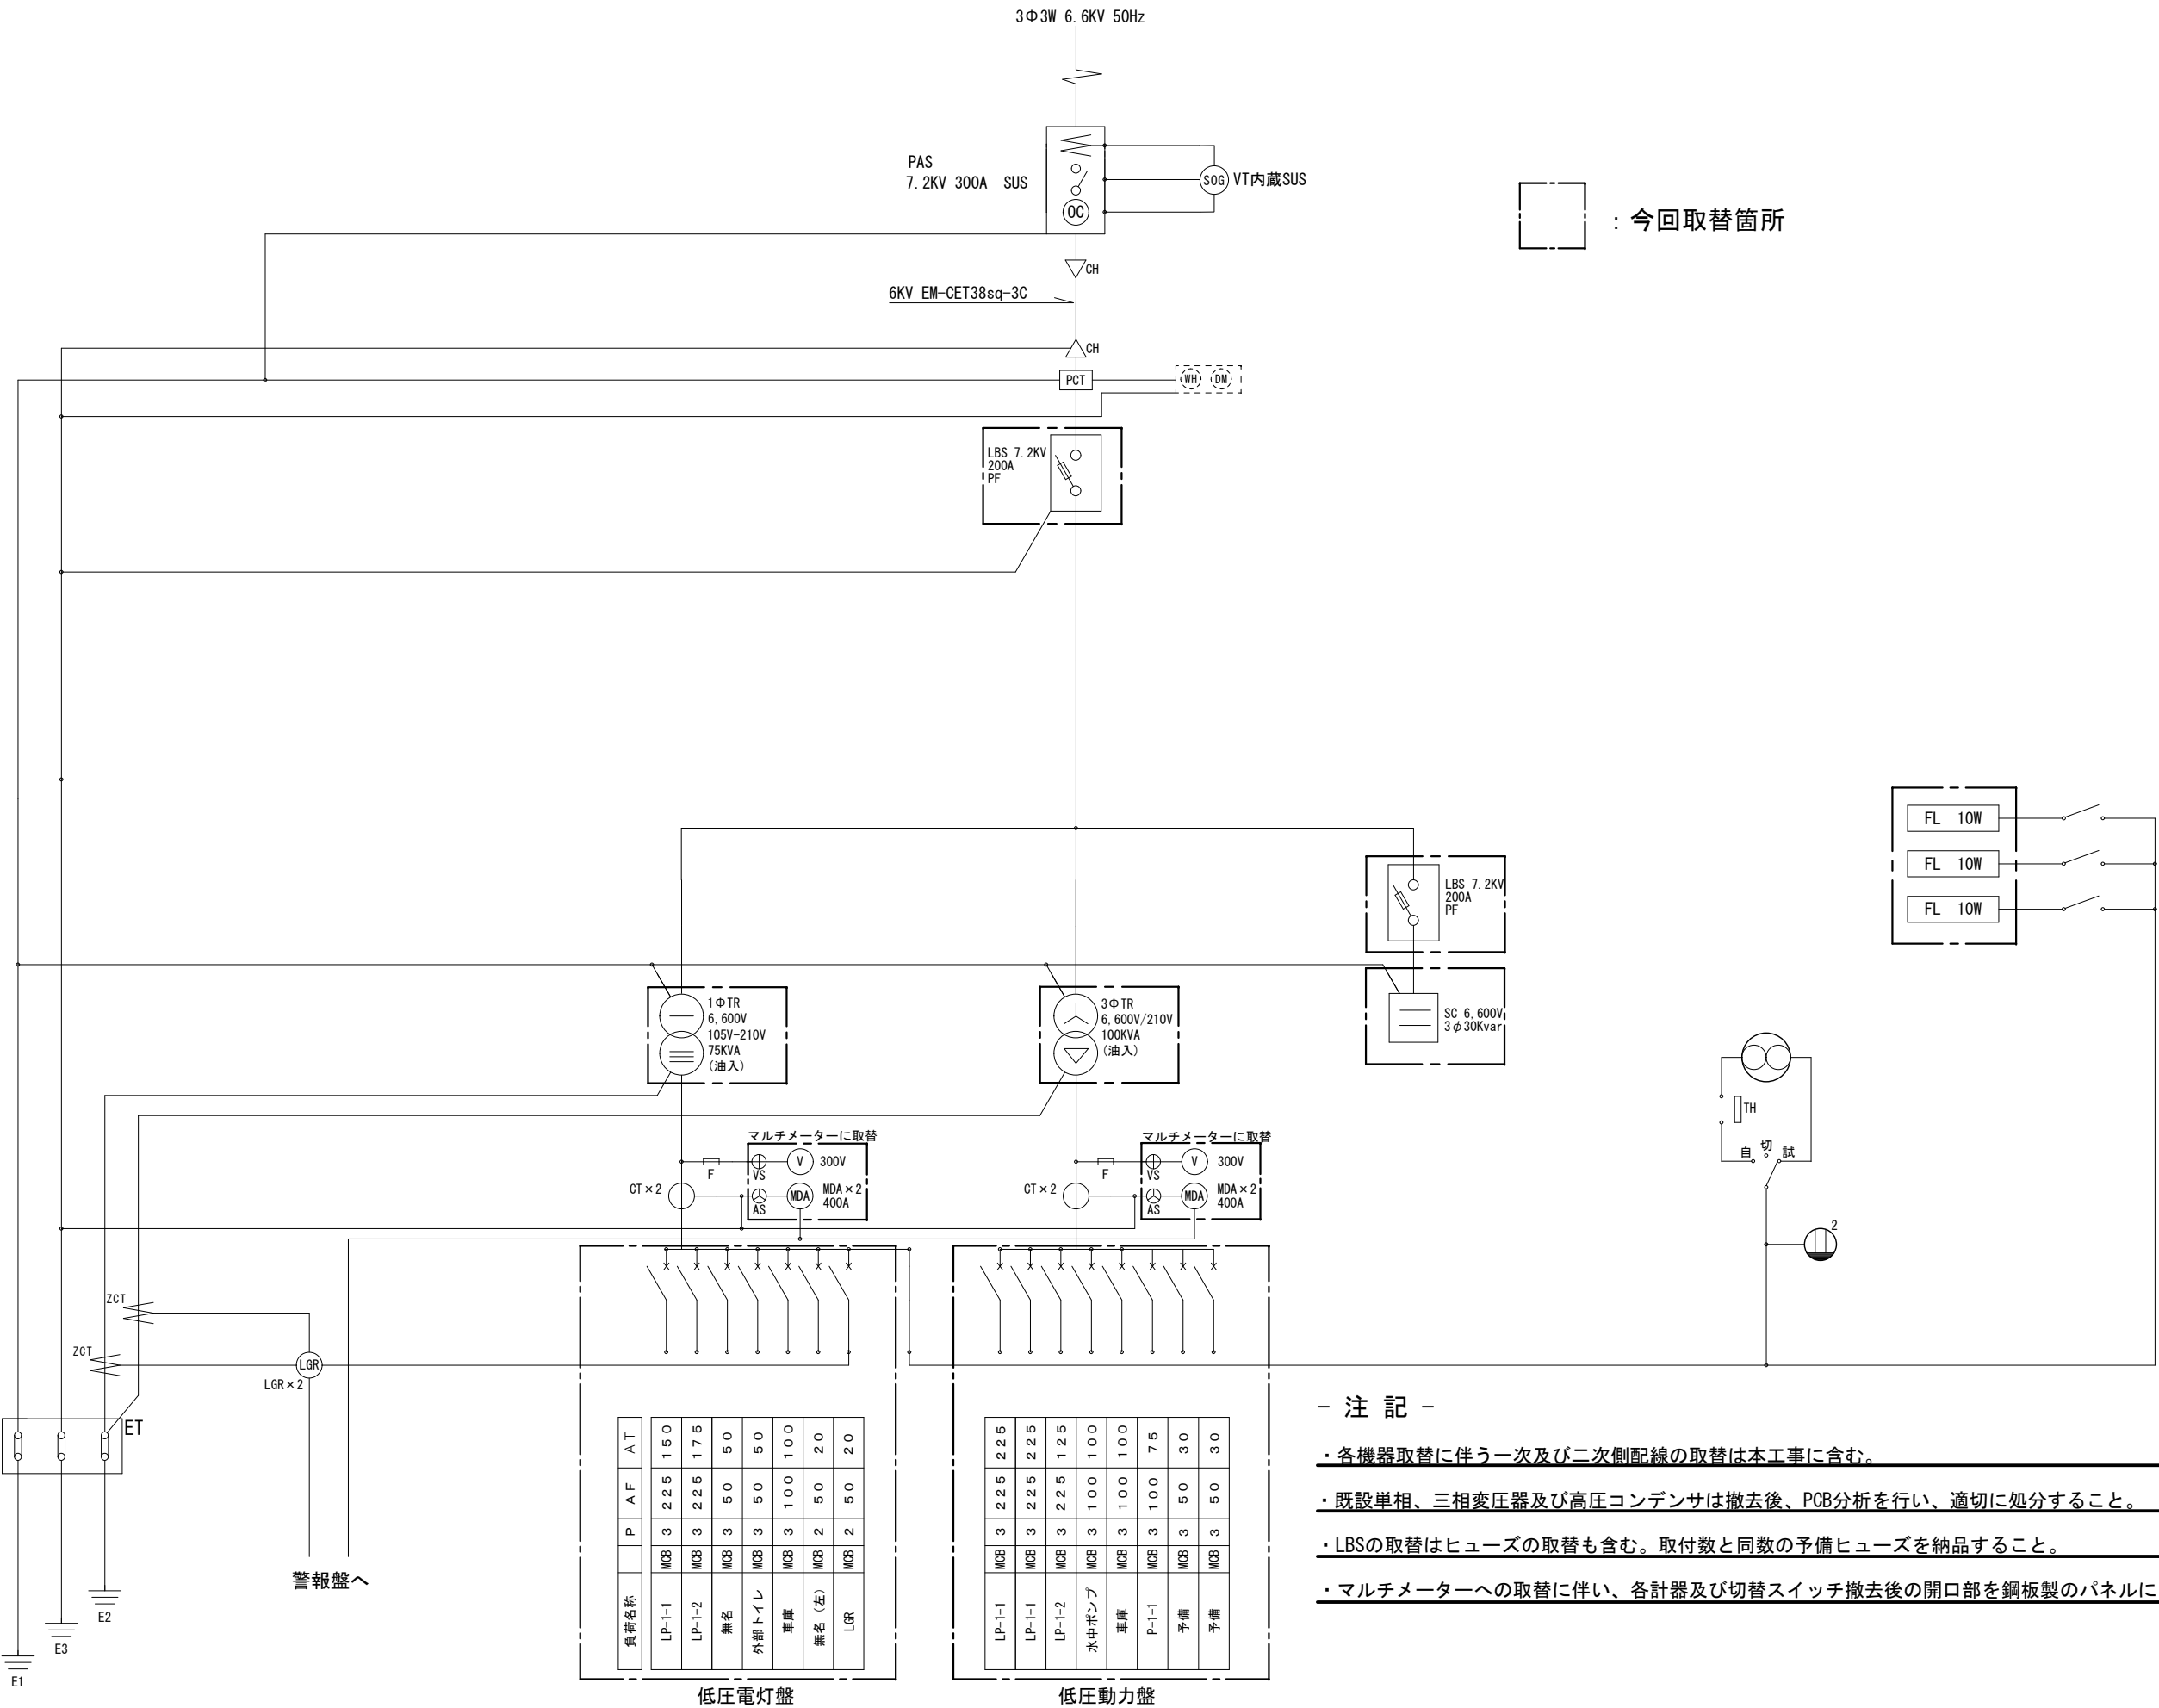 3Φ3W 6.6KV 50Hz
PAS
7.2KV 300A SUS
OC
SOG
VT内蔵SUS
：今回取替箇所
CH
6KV EM-CET38sq-3C
CH
PCT
WH
DM
LBS 7.2KV
200A
PF
FL 10W
FL 10W
FL 10W
LBS 7.2KV
200A
PF
1ΦTR
6,600V
105V-210V
75KVA
(油入)
3ΦTR
6,600V/210V
100KVA
(油入)
SC 6,600V
3φ30Kvar
TH
自 切 試
2
マルチメーターに取替
F
VS
V
300V
CT×2
AS
MDA
MDA×2
400A
マルチメーターに取替
F
VS
V
300V
CT×2
AS
MDA
MDA×2
400A
ZCT
ZCT
LGR
LGR×2
ET
警報盤へ
E2
E3
E1
負荷名称 P AF AT
LP-1-1 MCB 3 225 150
LP-1-2 MCB 3 225 175
無名 MCB 3 50 50
外部トイレ MCB 3 50 50
車庫 MCB 3 100 100
無名（左） MCB 2 50 20
LGR MCB 2 50 20
低圧電灯盤
LP-1-1 MCB 3 225 225
LP-1-1 MCB 3 225 225
LP-1-2 MCB 3 225 125
水中ポンプ MCB 3 100 100
車庫 MCB 3 100 100
P-1-1 MCB 3 100 75
予備 MCB 3 50 30
予備 MCB 3 50 30
低圧動力盤
- 注 記 -
・各機器取替に伴う一次及び二次側配線の取替は本工事に含む。
・既設単相、三相変圧器及び高圧コンデンサは撤去後、PCB分析を行い、適切に処分すること。
・LBSの取替はヒューズの取替も含む。取付数と同数の予備ヒューズを納品すること。
・マルチメーターへの取替に伴い、各計器及び切替スイッチ撤去後の開口部を鋼板製のパネルに